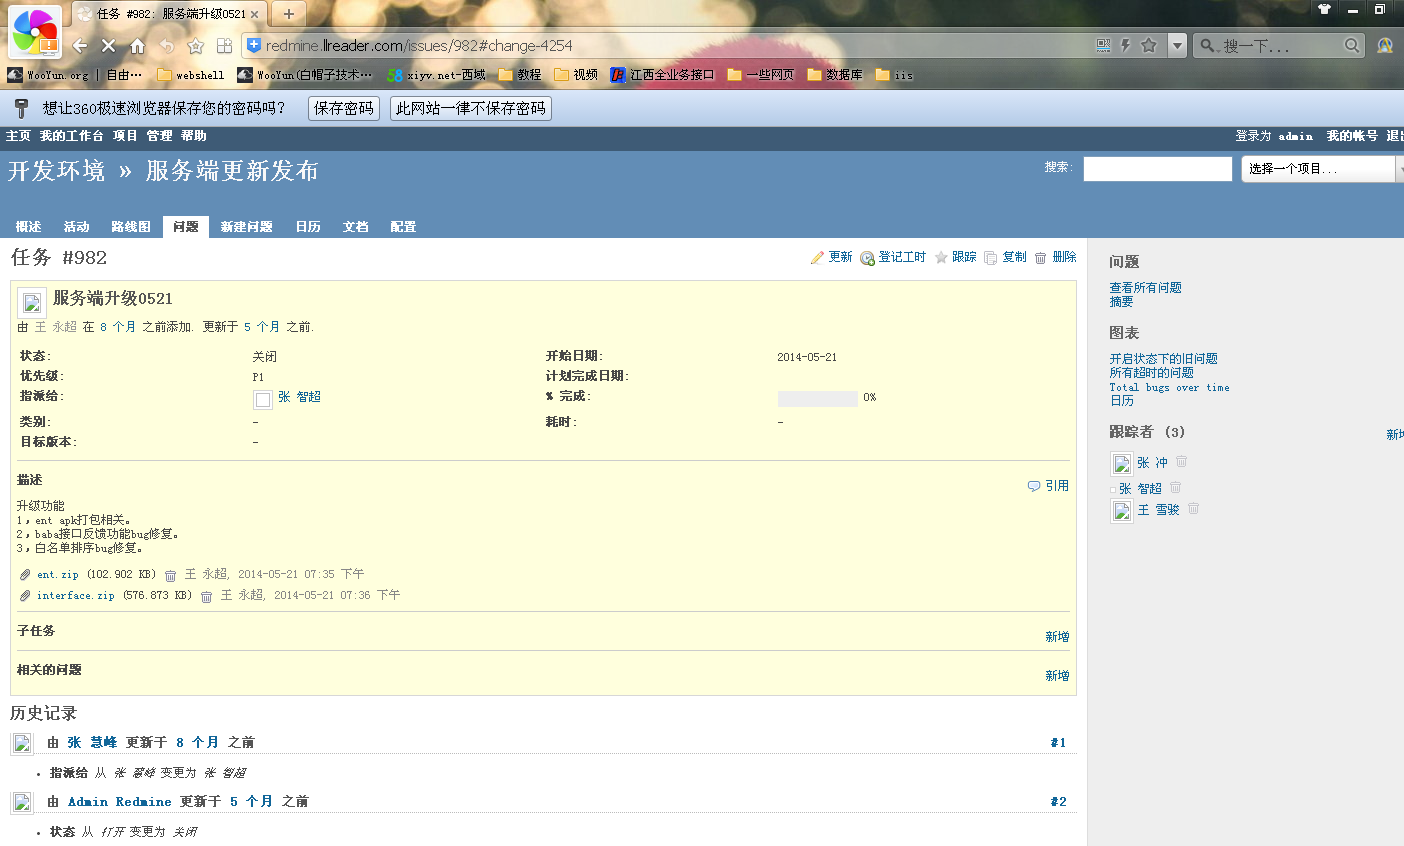 任务 #982: 服务端升级0521
redmine.llreader.com/issues/982#change-4254
搜一下...
WooYun.org | 自由… webshell WooYun(白帽子技术… 58 xiyv.net-西域 教程 视频 江西全业务接口 一些网页 数据库 iis
想让360极速浏览器保存您的密码吗? 保存密码 此网站一律不保存密码
主页 我的工作台 项目 管理 帮助
登录为 admin 我的帐号 退出
开发环境 » 服务端更新发布
搜索: 选择一个项目...
概述 活动 路线图 问题 新建问题 日历 文档 配置
任务 #982
更新 登记工时 跟踪 复制 删除
服务端升级0521
由 王 永超 在 8 个月 之前添加. 更新于 5 个月 之前.
状态: 关闭 开始日期: 2014-05-21
优先级: P1 计划完成日期:
指派给: 张 智超 % 完成: 0%
类别: - 耗时: -
目标版本: -
描述
引用
升级功能
1，ent apk打包相关。
2，baba接口反馈功能bug修复。
3，白名单排序bug修复。
ent.zip (102.902 KB) 王 永超, 2014-05-21 07:35 下午
interface.zip (576.873 KB) 王 永超, 2014-05-21 07:36 下午
子任务
新增
相关的问题
新增
历史记录
由 张 慧峰 更新于 8 个月 之前 #1
指派给 从 张 慧峰 变更为 张 智超
由 Admin Redmine 更新于 5 个月 之前 #2
状态 从 打开 变更为 关闭
问题
查看所有问题
摘要
图表
开启状态下的旧问题
所有超时的问题
Total bugs over time
日历
跟踪者 (3)
新增
张 冲
张 智超
王 雪骏